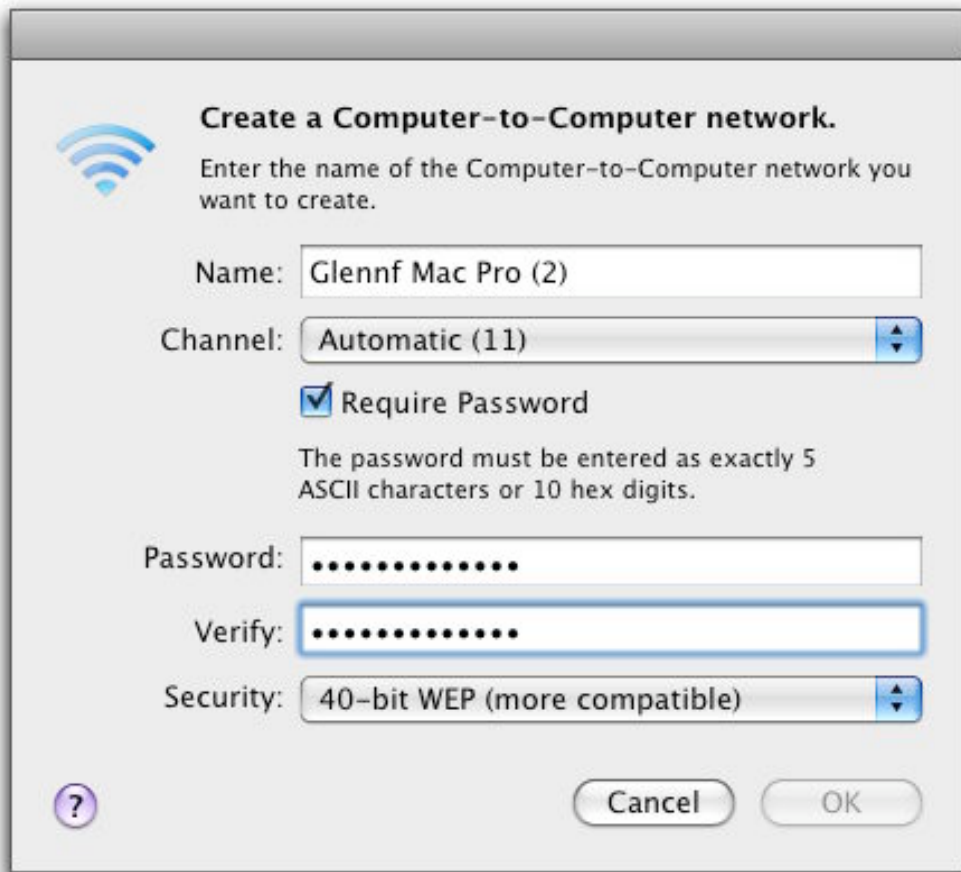 Create a Computer-to-Computer network.
Enter the name of the Computer-to-Computer network you
want to create.
Name: Glennf Mac Pro (2)
Channel: Automatic (11)
Require Password
The password must be entered as exactly 5
ASCII characters or 10 hex digits.
Password: •••••••••••••
Verify: •••••••••••••
Security: 40-bit WEP (more compatible)
? Cancel OK